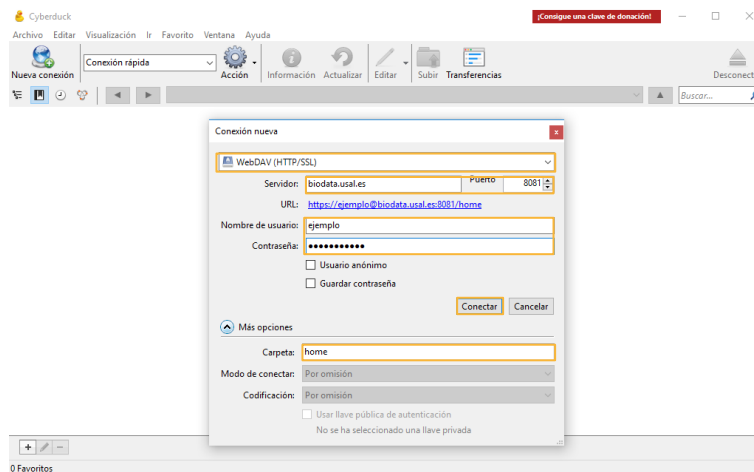 Cyberduck
¡Consigue una clave de donación!
Archivo Editar Visualización Ir Favorito Ventana Ayuda
Nueva conexión
Conexión rápida
Acción
Información
Actualizar
Editar
Subir
Transferencias
Desconect
Buscar...
Conexión nueva
WebDAV (HTTP/SSL)
Servidor: biodata.usal.es Puerto 8081
URL: https://ejemplo@biodata.usal.es:8081/home
Nombre de usuario: ejemplo
Contraseña: ●●●●●●●●●●●
Usuario anónimo
Guardar contraseña
Conectar Cancelar
Más opciones
Carpeta: home
Modo de conectar: Por omisión
Codificación: Por omisión
Usar llave pública de autenticación
No se ha seleccionado una llave privada
0 Favoritos